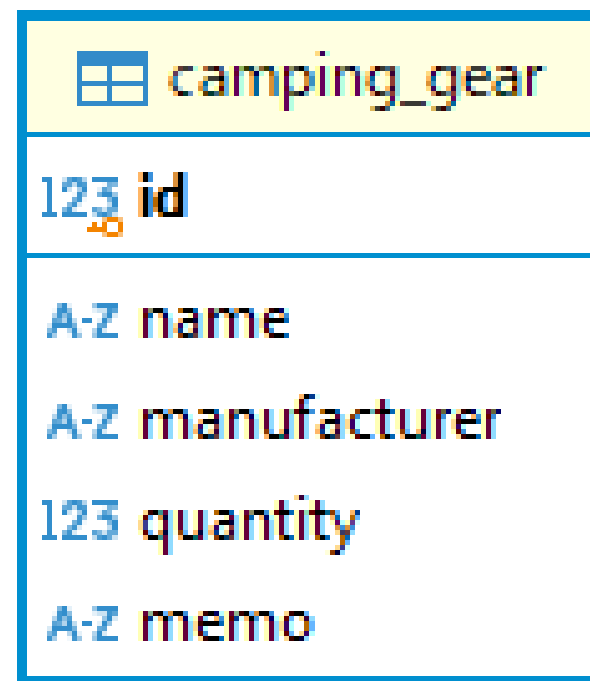 camping_gear
123 id
A-Z name
A-Z manufacturer
123 quantity
A-Z memo